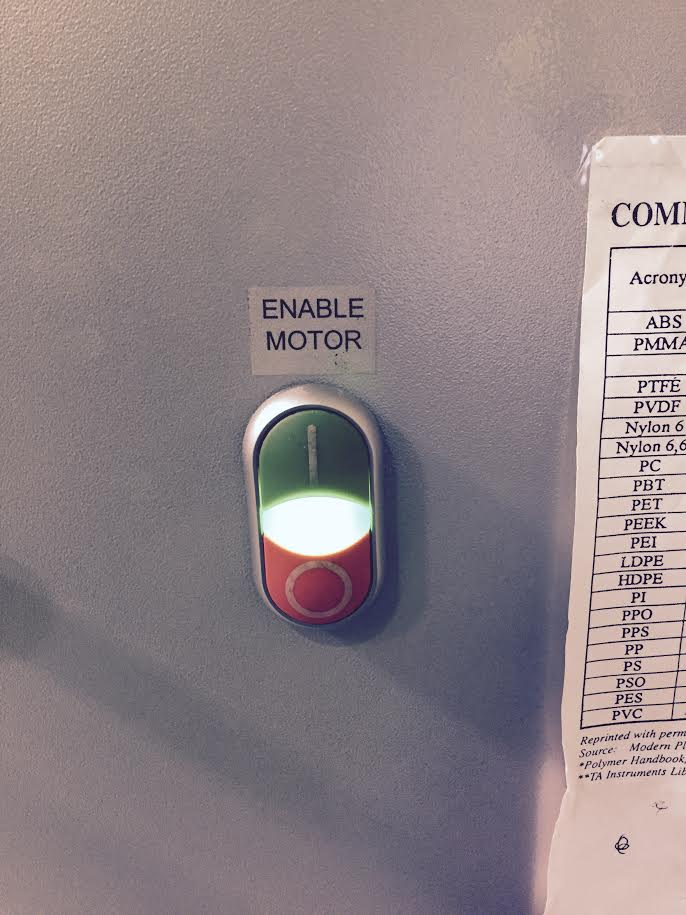 ENABLE
MOTOR
Acrony
ABS
PMMA
PTFE
PVDF
Nylon 6
Nylon 6,6
PC
PBT
PET
PEEK
PEI
LDPE
HDPE
PI
PPO
PPS
PP
PS
PSO
PES
PVC
Reprinted with perm
Source: Modern Pl
*Polymer Handbook,
**TA Instruments Lib